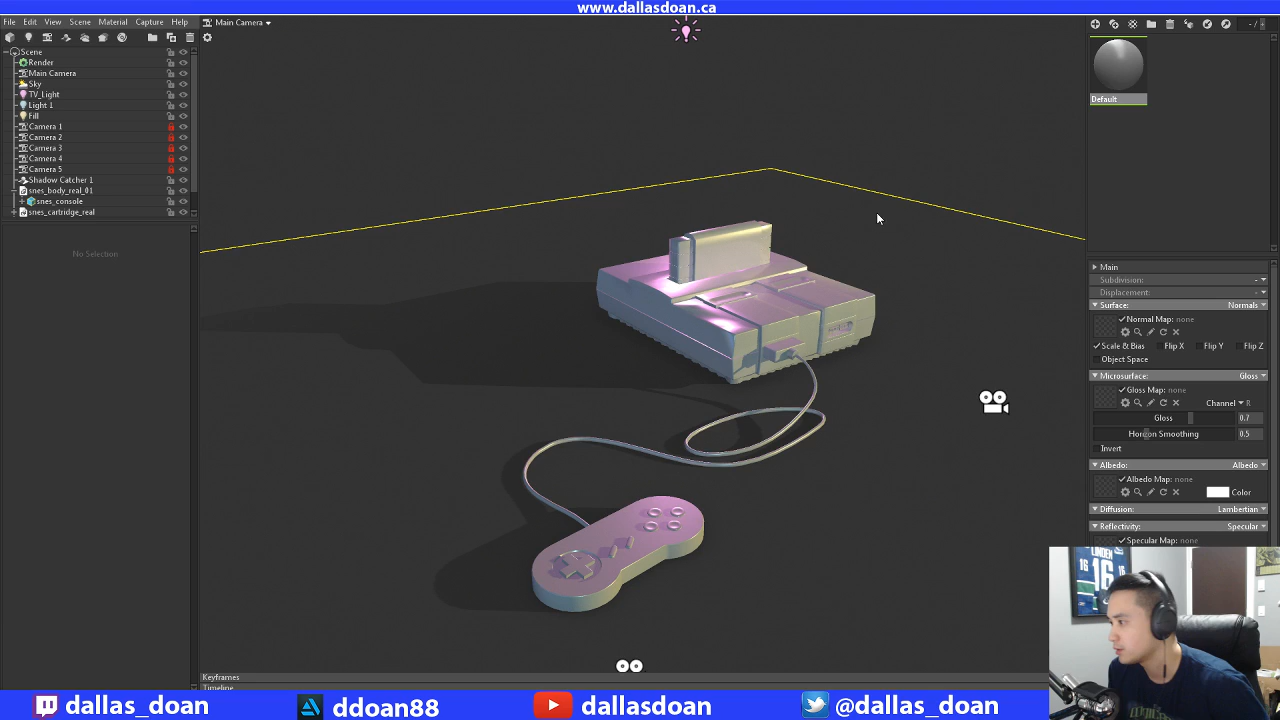 www.dallasdoan.ca
File Edit View Scene Material Capture Help
Main Camera
Scene
Render
Main Camera
Sky
TV_Light
Light 1
Fill
Camera 1
Camera 2
Camera 3
Camera 4
Camera 5
Shadow Catcher 1
snes_body_real_01
snes_console
snes_cartridge_real
No Selection
Default
Main
Subdivision: -
Displacement: -
Surface: Normals
Normal Map: none
Scale & Bias Flip X Flip Y Flip Z
Object Space
Microsurface: Gloss
Gloss Map: none
Channel R
Gloss 0.7
Horizon Smoothing 0.5
Invert
Albedo: Albedo
Albedo Map: none
Color
Diffusion: Lambertian
Reflectivity: Specular
Specular Map: none
LINDEN
16 16
Keyframes
Timeline
dallas_doan ddoan88 dallasdoan @dallas_doan